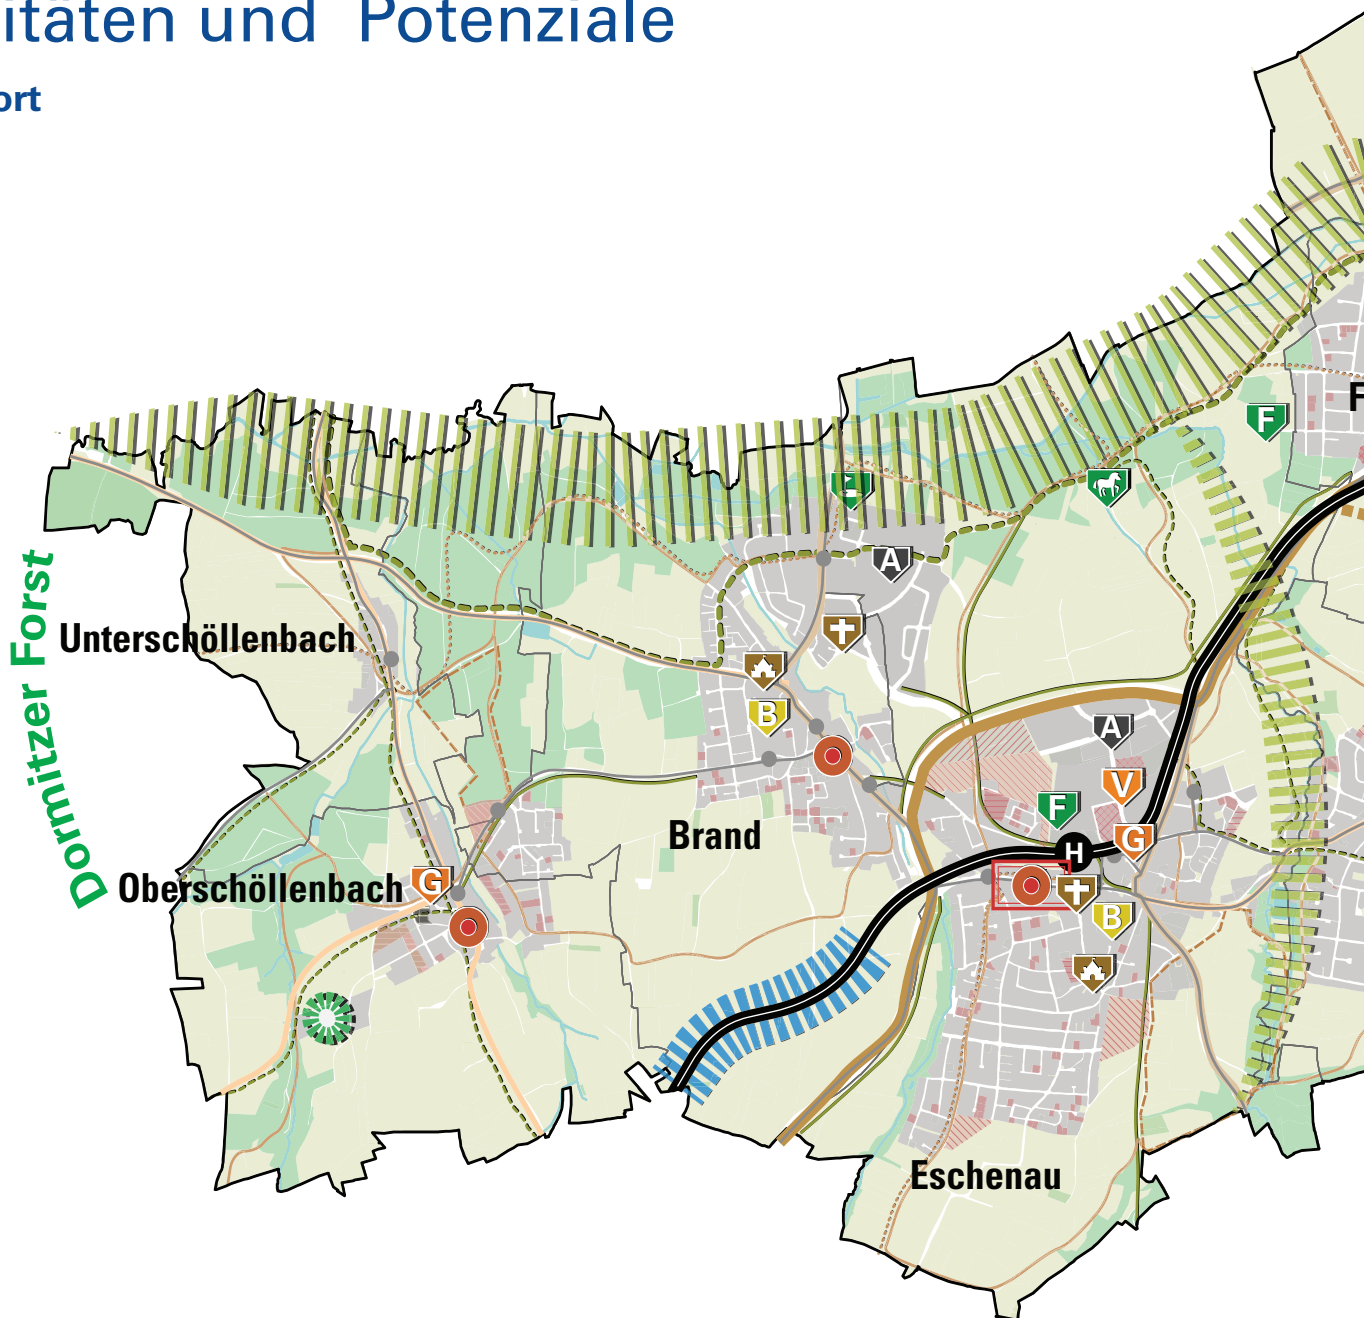 itäten und Potenziale
ort
F
F
A
Dormitzer Forst
Unterschöllenbach
B
A
V
F
Brand
G
H
Oberschöllenbach
G
B
Eschenau